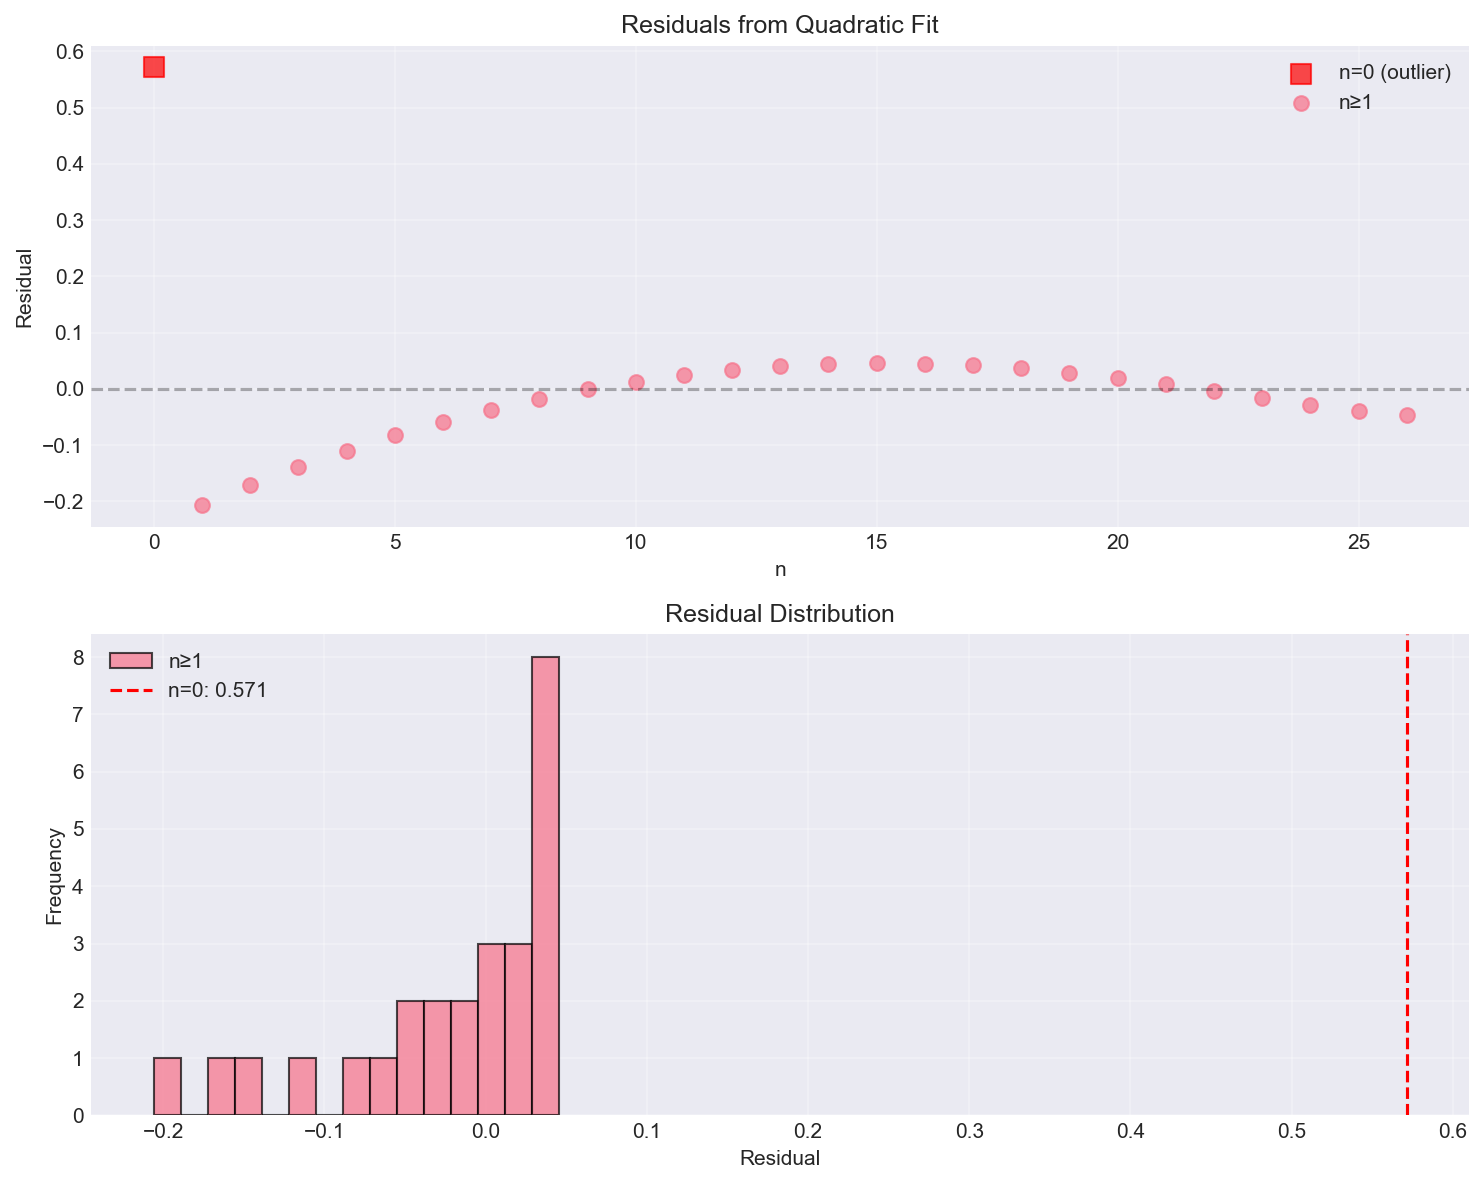 Residuals from Quadratic Fit
0.6
0.5
0.4
0.3
0.2
0.1
0.0
−0.1
−0.2
Residual
n=0 (outlier)
n≥1
0 5 10 15 20 25
n
Residual Distribution
8
7
6
5
4
3
2
1
0
Frequency
n≥1
n=0: 0.571
−0.2 −0.1 0.0 0.1 0.2 0.3 0.4 0.5 0.6
Residual